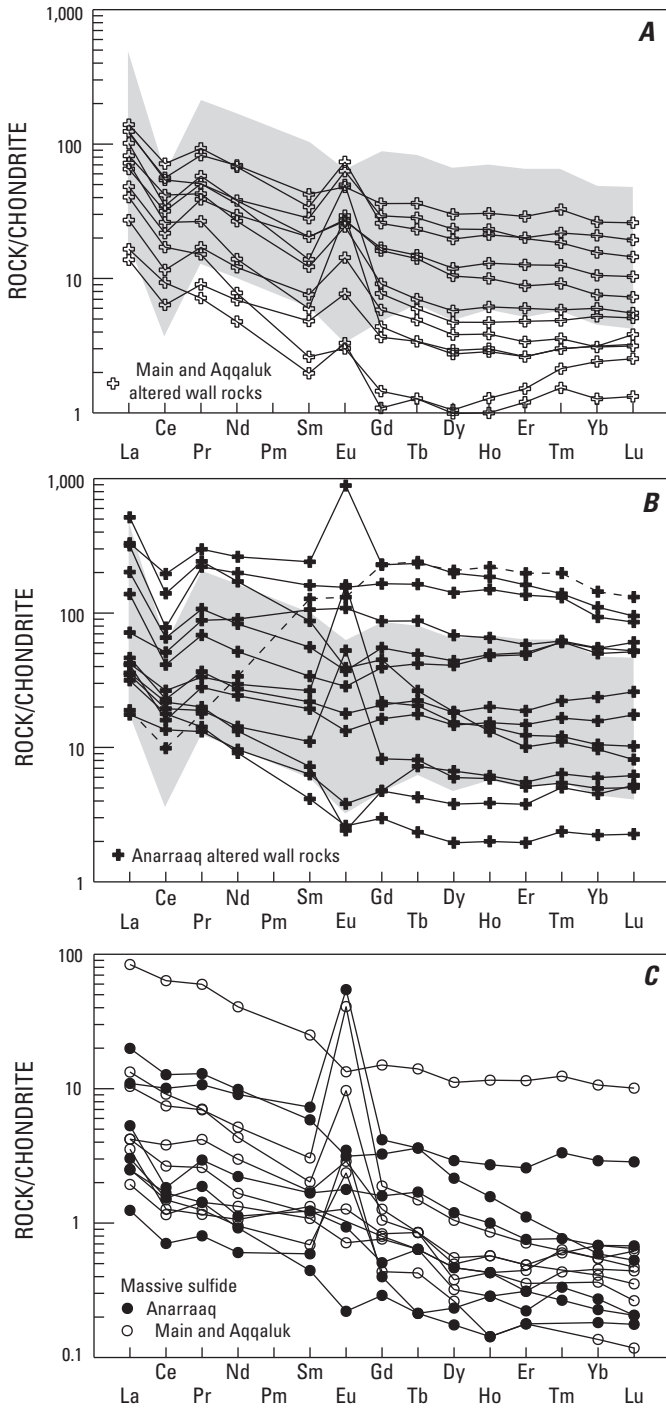 1,000
A
100
ROCK/CHONDRITE
10
Main and Aqqaluk
altered wall rocks
1
Ce Nd Sm Gd Dy Er Yb
La Pr Pm Eu Tb Ho Tm Lu
1,000
B
100
ROCK/CHONDRITE
10
Anarraaq altered wall rocks
1
Ce Nd Sm Gd Dy Er Yb
La Pr Pm Eu Tb Ho Tm Lu
100
C
10
ROCK/CHONDRITE
1
Massive sulfide
Anarraaq
Main and Aqqaluk
0.1
Ce Nd Sm Gd Dy Er Yb
La Pr Pm Eu Tb Ho Tm Lu